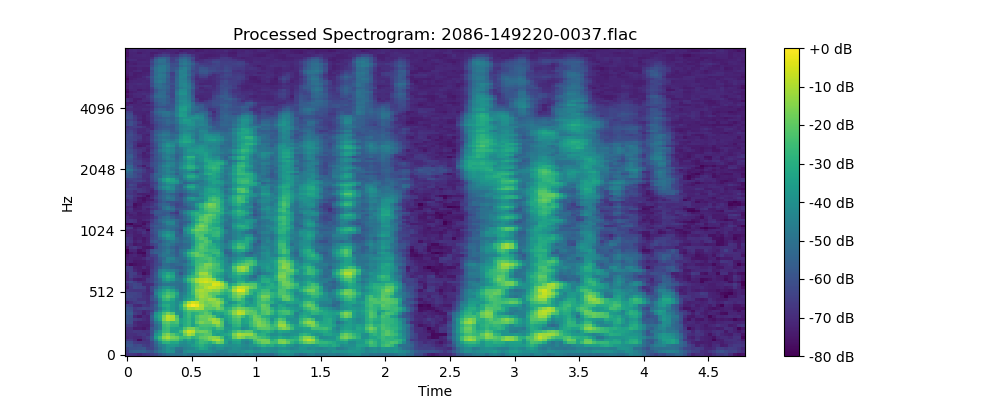 Processed Spectrogram: 2086-149220-0037.flac
Hz
4096
2048
1024
512
0
0 0.5 1 1.5 2 2.5 3 3.5 4 4.5
Time
+0 dB
-10 dB
-20 dB
-30 dB
-40 dB
-50 dB
-60 dB
-70 dB
-80 dB